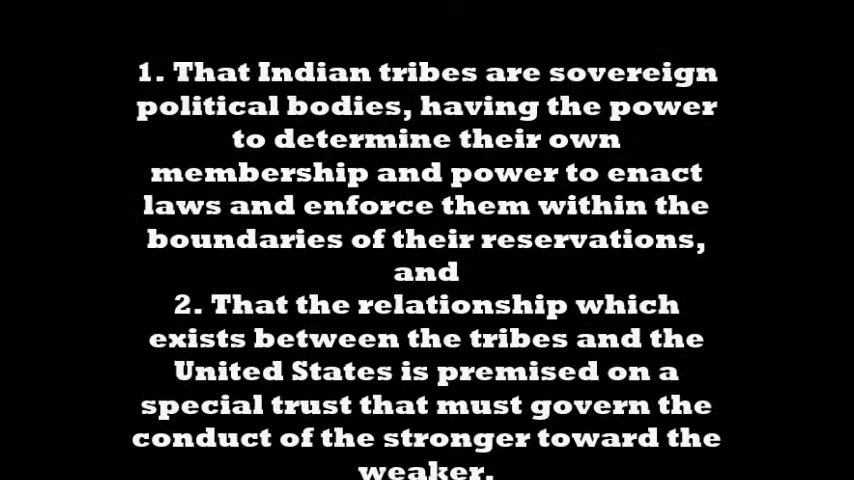 1. That Indian tribes are sovereign
political bodies, having the power
to determine their own
membership and power to enact
laws and enforce them within the
boundaries of their reservations,
and
2. That the relationship which
exists between the tribes and the
United States is premised on a
special trust that must govern the
conduct of the stronger toward the
weaker.